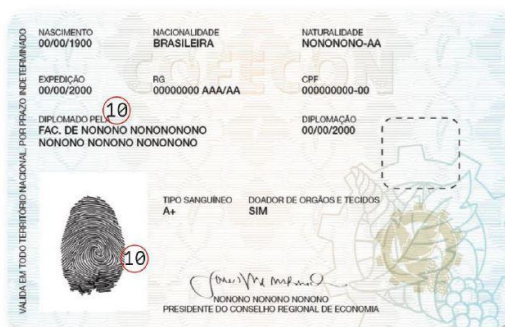 NASCIMENTO
00/00/1900
NACIONALIDADE
BRASILEIRA
NATURALIDADE
NONONONO-AA
EXPEDIÇÃO
00/00/2000
RG
00000000 AAA/AA
CPF
000000000-00
DIPLOMADO PELA
10
FAC. DE NONONO NONONONONO
NONONO NONONO NONONONO
DIPLOMAÇÃO
00/00/2000
COFECON
TIPO SANGUÍNEO
A+
DOADOR DE ORGÃOS E TECIDOS
SIM
10
NONONO NONONO NONONO
PRESIDENTE DO CONSELHO REGIONAL DE ECONOMIA
VÁLIDA EM TODO TERRITÓRIO NACIONAL, POR PRAZO INDETERMINADO